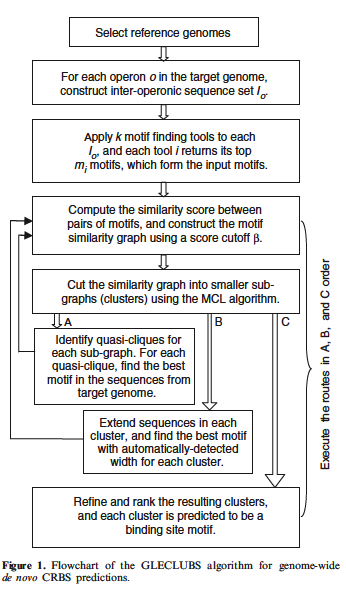 Select reference genomes
For each operon o in the target genome,
construct inter-operonic sequence set Io.
Apply k motif finding tools to each
Io, and each tool i returns its top
mi motifs, which form the input motifs.
Compute the similarity score between
pairs of motifs, and construct the motif
similarity graph using a score cutoff β.
Cut the similarity graph into smaller sub-
graphs (clusters) using the MCL algorithm.
A
B
C
Identify quasi-cliques for
each sub-graph. For each
quasi-clique, find the best
motif in the sequences from
target genome.
Extend sequences in each
cluster, and find the best motif
with automatically-detected
width for each cluster.
Refine and rank the resulting clusters,
and each cluster is predicted to be a
binding site motif.
Execute the routes in A, B, and C order
Figure 1. Flowchart of the GLECLUBS algorithm for genome-wide
de novo CRBS predictions.